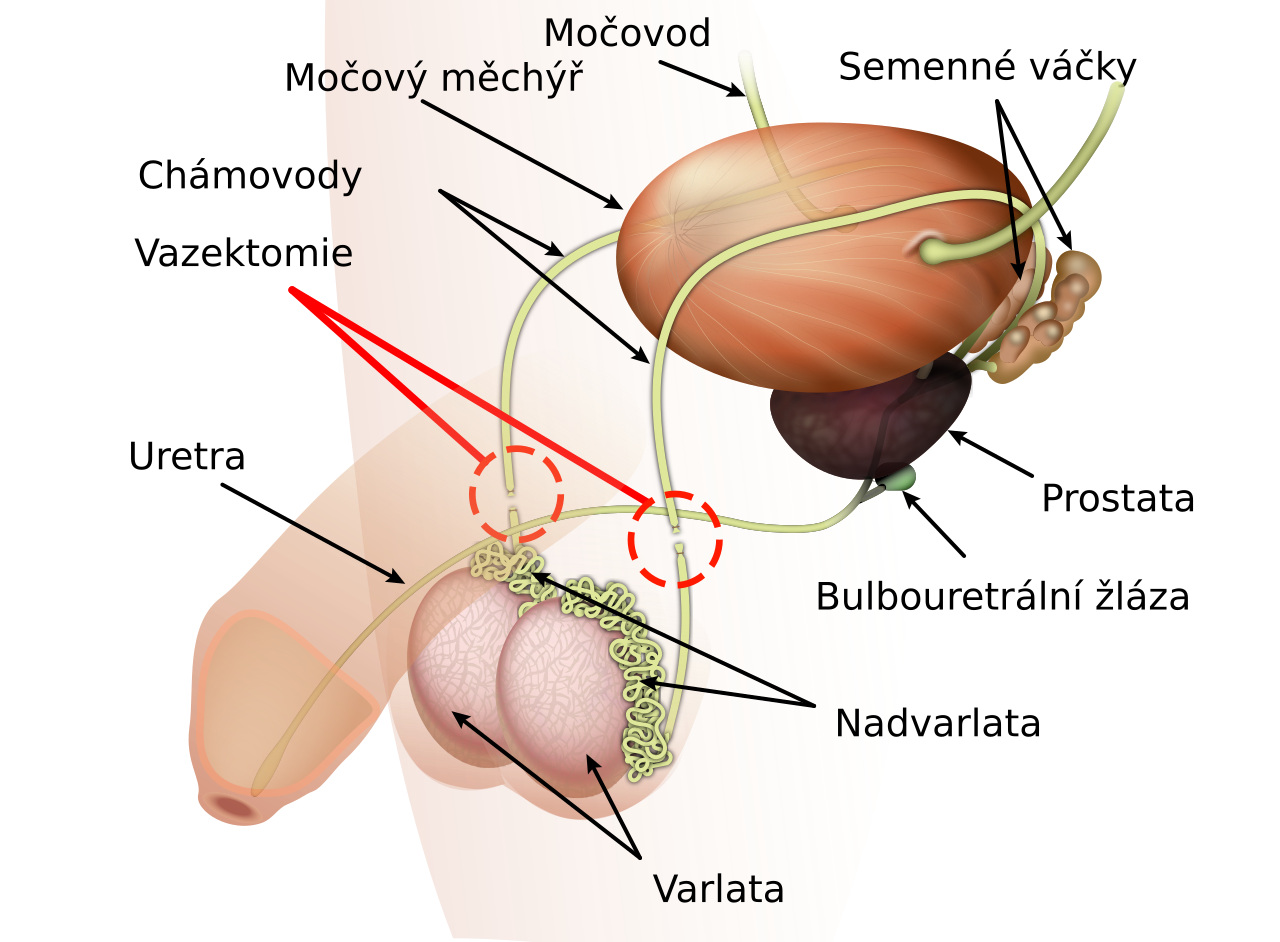 Močovod
Močový měchýř
Semenné váčky
Chámovody
Vazektomie
Uretra
Prostata
Bulbouretrální žláza
Nadvarlata
Varlata